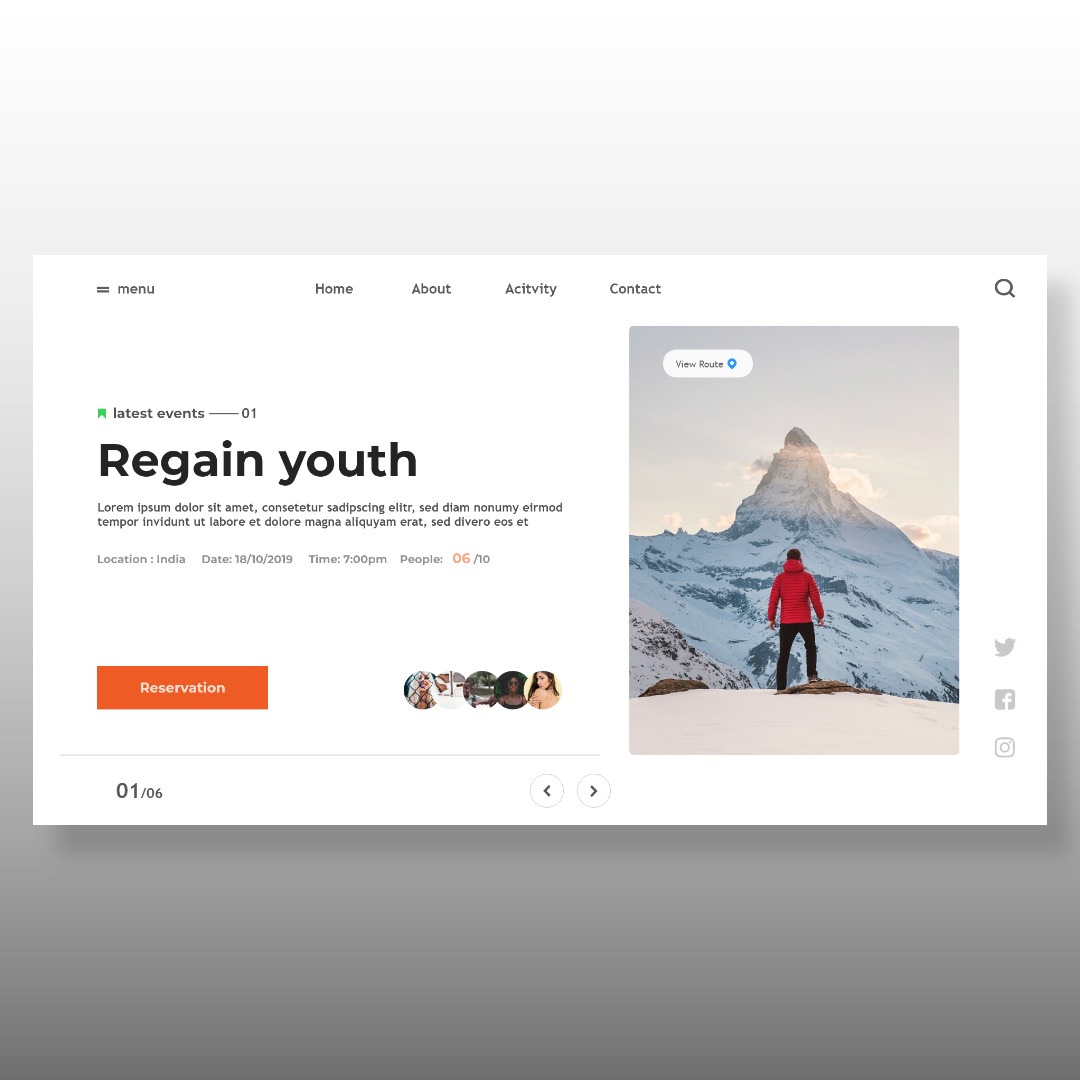 menu
Home
About
Acitvity
Contact
View Route
latest events
01
Regain youth
Lorem ipsum dolor sit amet, consetetur sadipscing elitr, sed diam nonumy eirmod
tempor invidunt ut labore et dolore magna aliquyam erat, sed divero eos et
Location : India Date: 18/10/2019 Time: 7:00pm People: 06 /10
Reservation
01/06